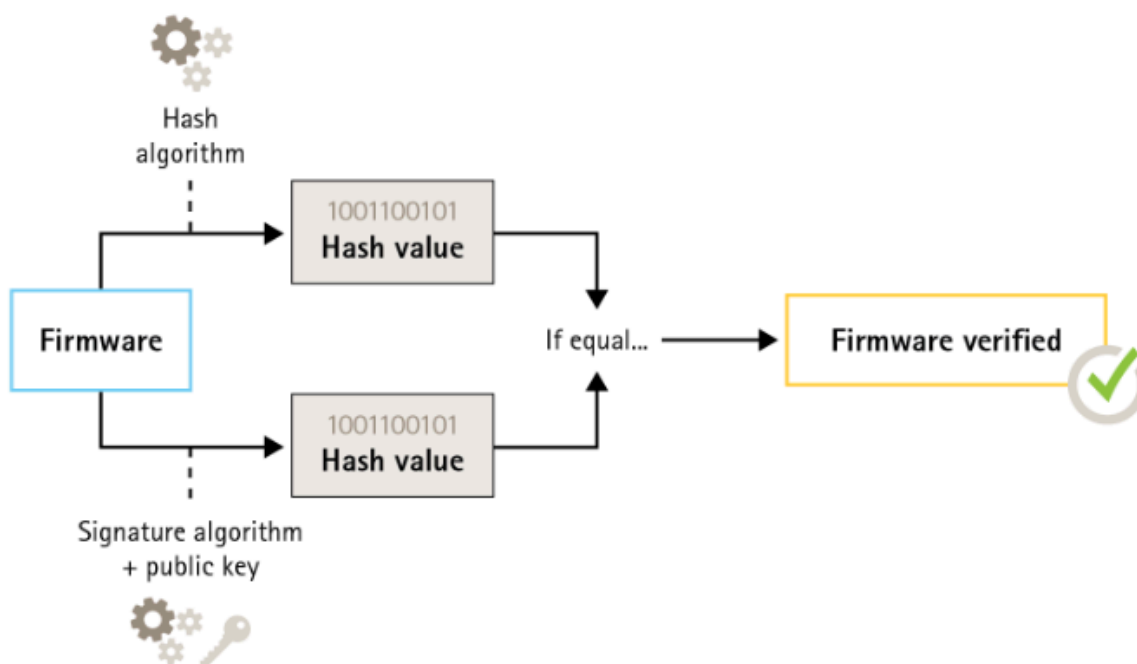 Hash
algorithm
1001100101
Hash value
Firmware
If equal...
Firmware verified
1001100101
Hash value
Signature algorithm
+ public key